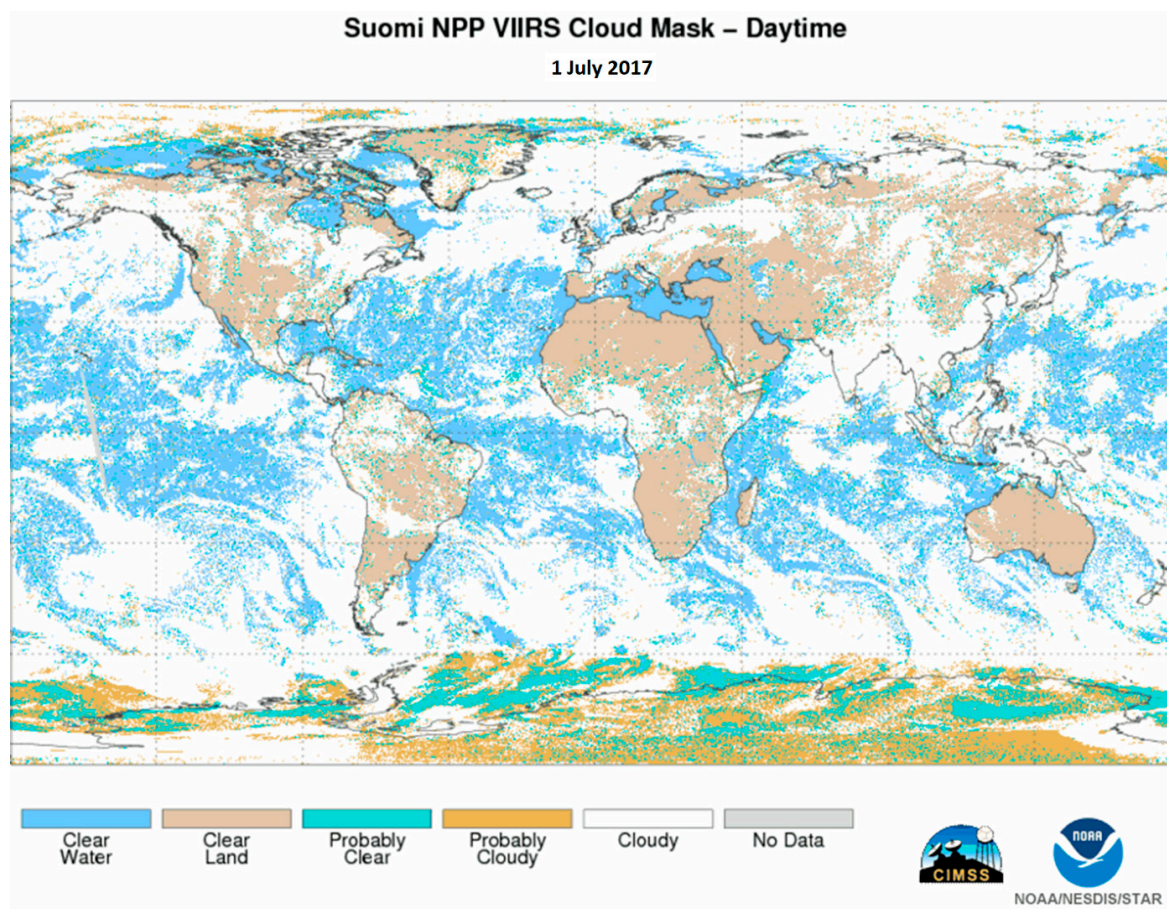 Suomi NPP VIIRS Cloud Mask – Daytime
1 July 2017
Clear
Water
Clear
Land
Probably
Clear
Probably
Cloudy
Cloudy
No Data
CIMSS
NOAA
NOAA/NESDIS/STAR